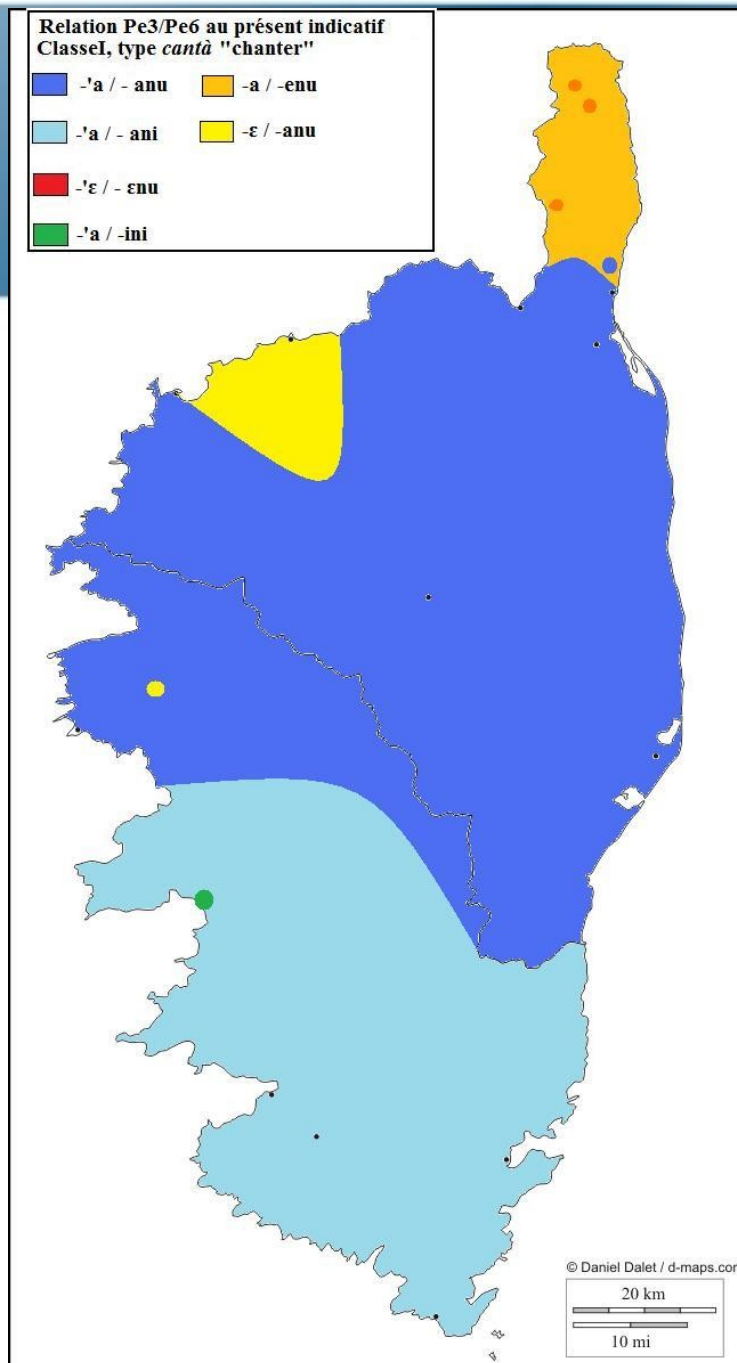 Relation Pe3/Pe6 au présent indicatif
ClasseI, type cantà "chanter"
-'a / - anu
-a / -enu
-'a / - ani
-ε / -anu
-'ε / - εnu
-'a / -ini
© Daniel Dalet / d-maps.com
20 km
10 mi